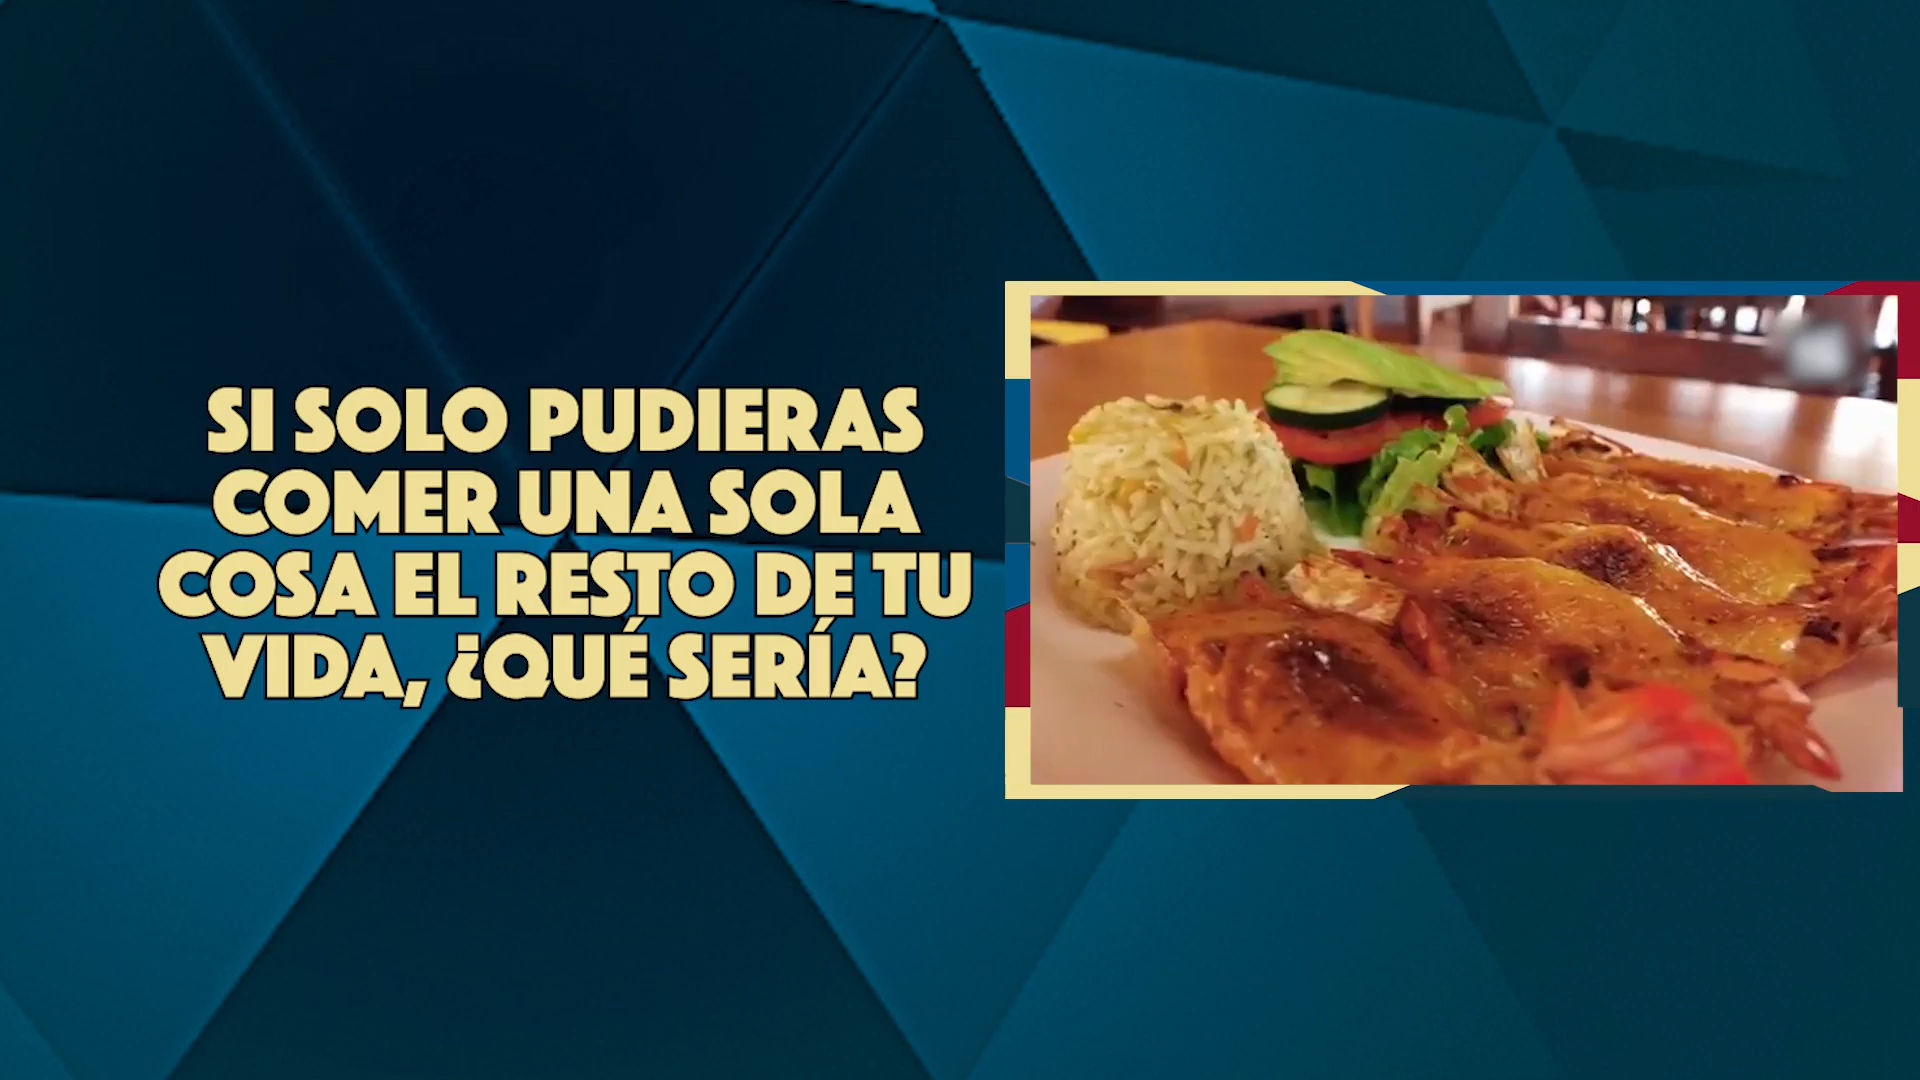 SI SOLO PUDIERAS
COMER UNA SOLA
COSA EL RESTO DE TU
VIDA, ¿QUÉ SERÍA?